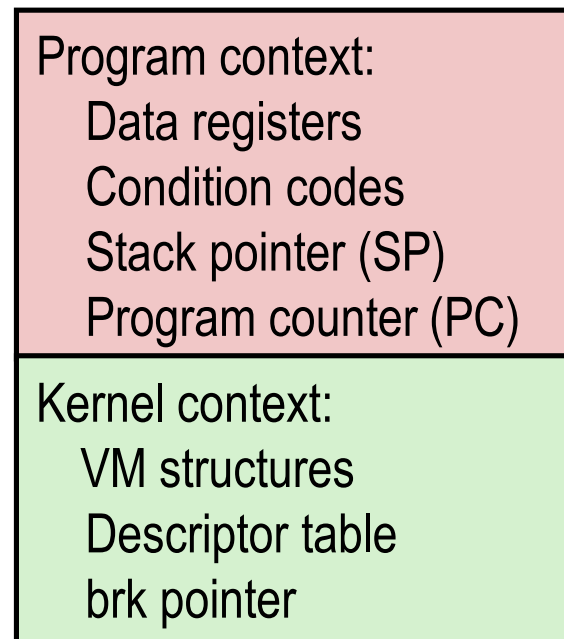 Program context:
Data registers
Condition codes
Stack pointer (SP)
Program counter (PC)
Kernel context:
VM structures
Descriptor table
brk pointer